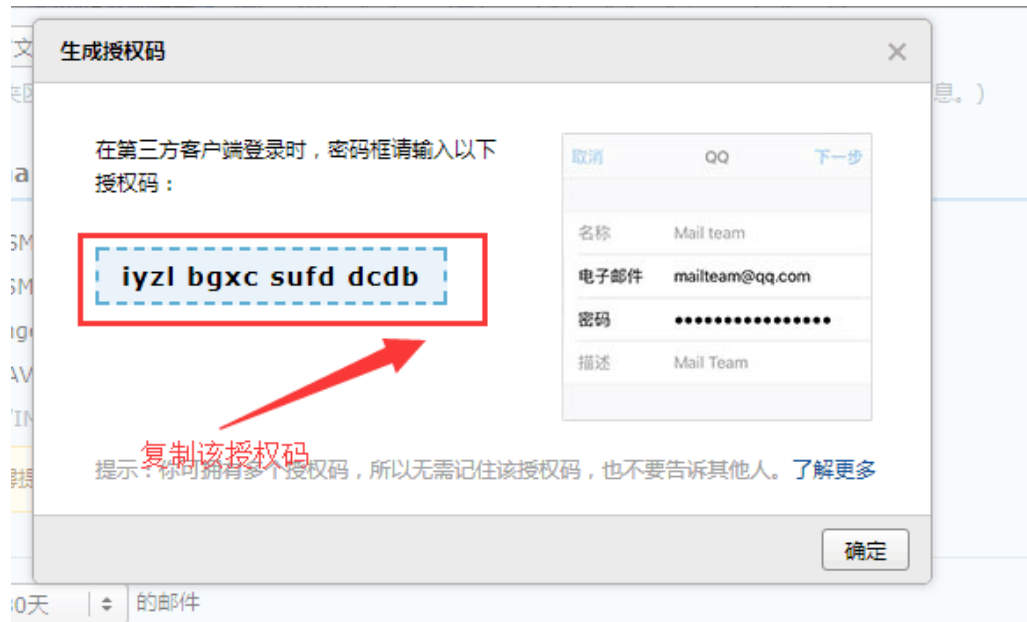 文
生成授权码
息。)
在第三方客户端登录时，密码框请输入以下
授权码：
取消 QQ 下一步
名称 Mail team
电子邮件 mailteam@qq.com
密码 ●●●●●●●●●●●●●●●●
描述 Mail Team
iyzl bgxc sufd dcdb
复制该授权码
提示：你可拥有多个授权码，所以无需记住该授权码，也不要告诉其他人。了解更多
确定
0天 的邮件